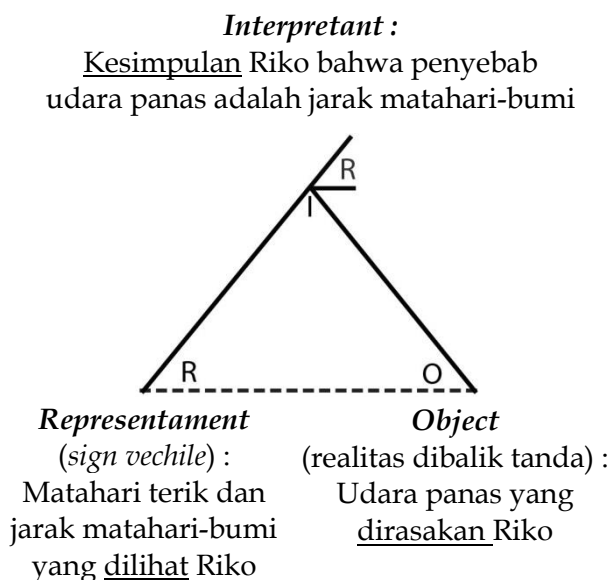 Interpretant :
Kesimpulan Riko bahwa penyebab
udara panas adalah jarak matahari-bumi
R
I
R
O
Representament
(sign vechile) :
Matahari terik dan
jarak matahari-bumi
yang dilihat Riko
Object
(realitas dibalik tanda) :
Udara panas yang
dirasakan Riko